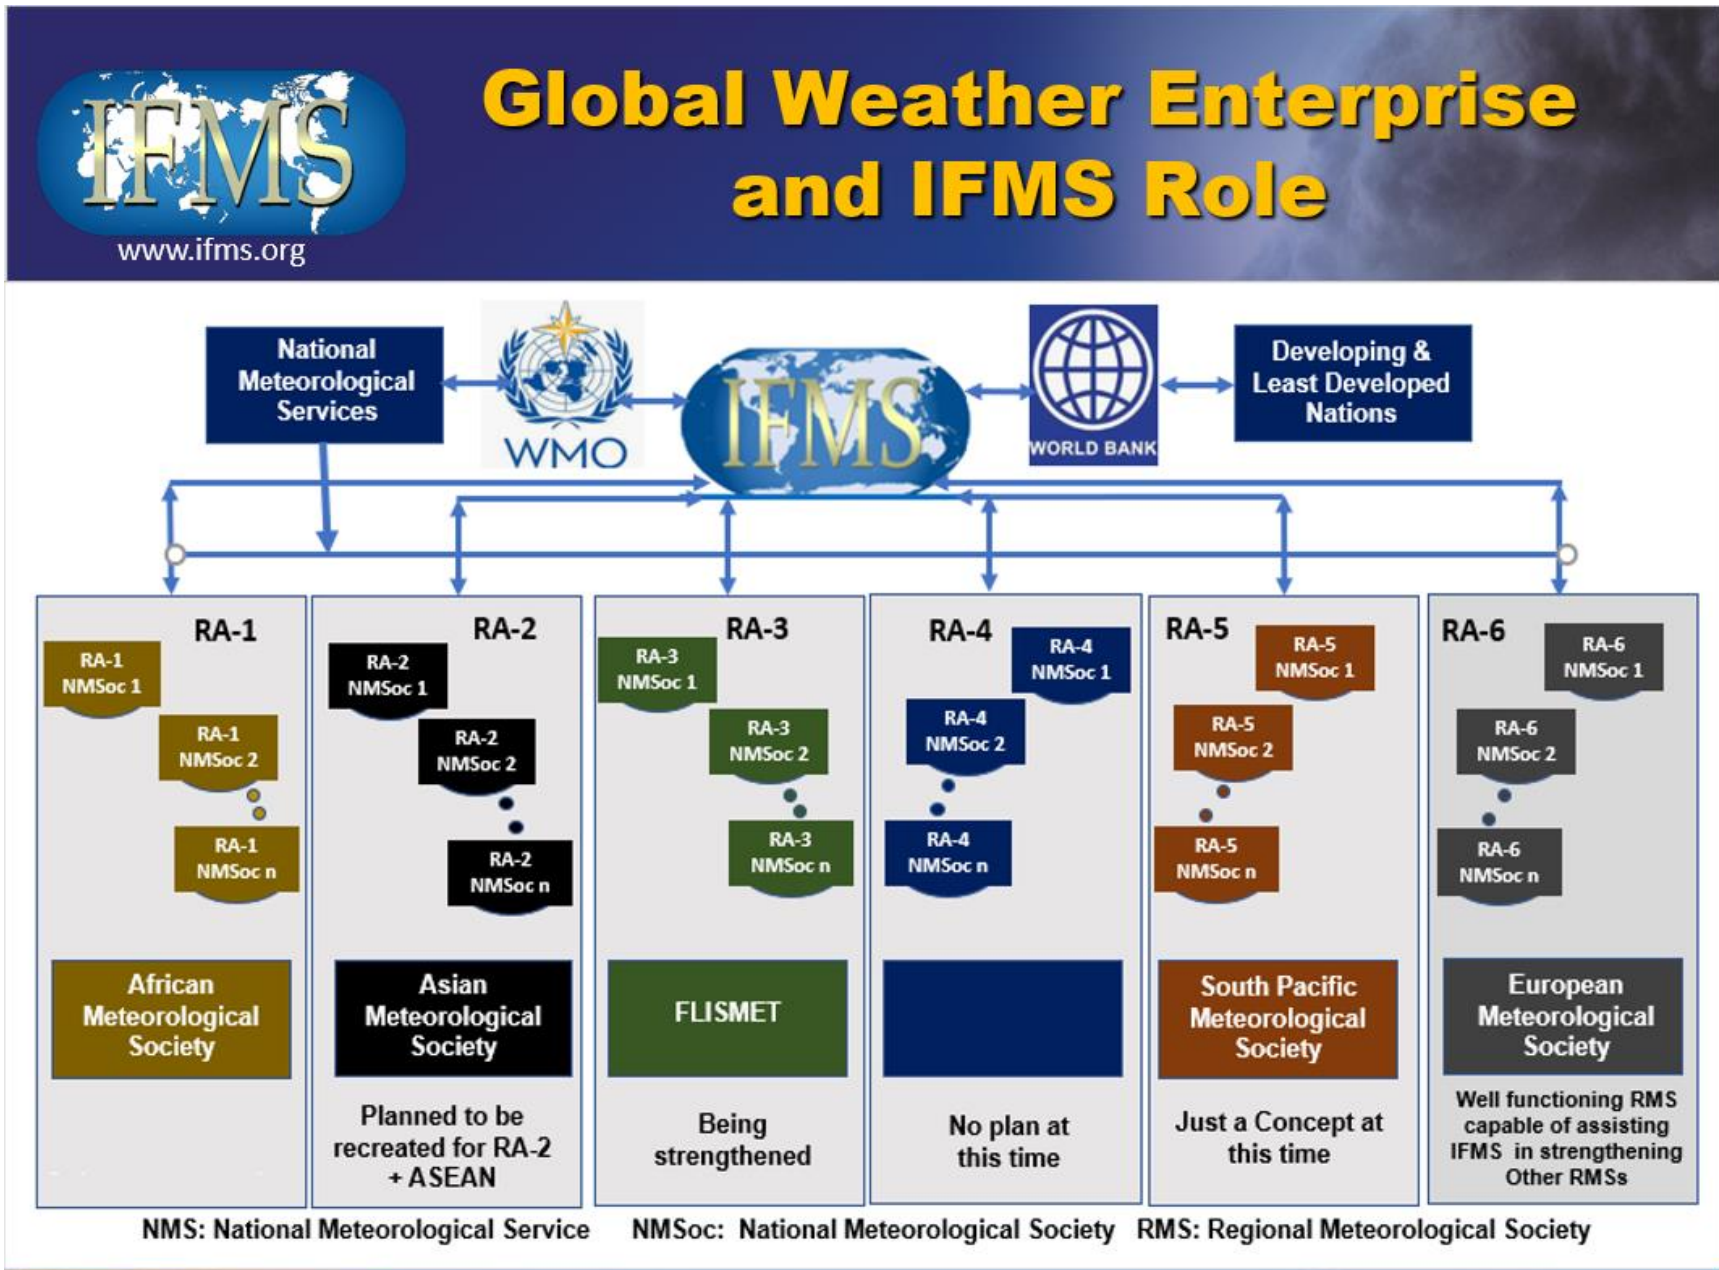 Global Weather Enterprise
and IFMS Role
IFMS
www.ifms.org
National
Meteorological
Services
WMO
IFMS
WORLD BANK
Developing &
Least Developed
Nations
RA-1
RA-1
NMSoc 1
RA-1
NMSoc 2
RA-1
NMSoc n
African
Meteorological
Society
RA-2
RA-2
NMSoc 1
RA-2
NMSoc 2
RA-2
NMSoc n
Asian
Meteorological
Society
Planned to be
recreated for RA-2
+ ASEAN
RA-3
RA-3
NMSoc 1
RA-3
NMSoc 2
RA-3
NMSoc n
FLISMET
Being
strengthened
RA-4
RA-4
NMSoc 1
RA-4
NMSoc 2
RA-4
NMSoc n
No plan at
this time
RA-5
RA-5
NMSoc 1
RA-5
NMSoc 2
RA-5
NMSoc n
South Pacific
Meteorological
Society
Just a Concept at
this time
RA-6
RA-6
NMSoc 1
RA-6
NMSoc 2
RA-6
NMSoc n
European
Meteorological
Society
Well functioning RMS
capable of assisting
IFMS in strengthening
Other RMSs
NMS: National Meteorological Service NMSoc: National Meteorological Society RMS: Regional Meteorological Society